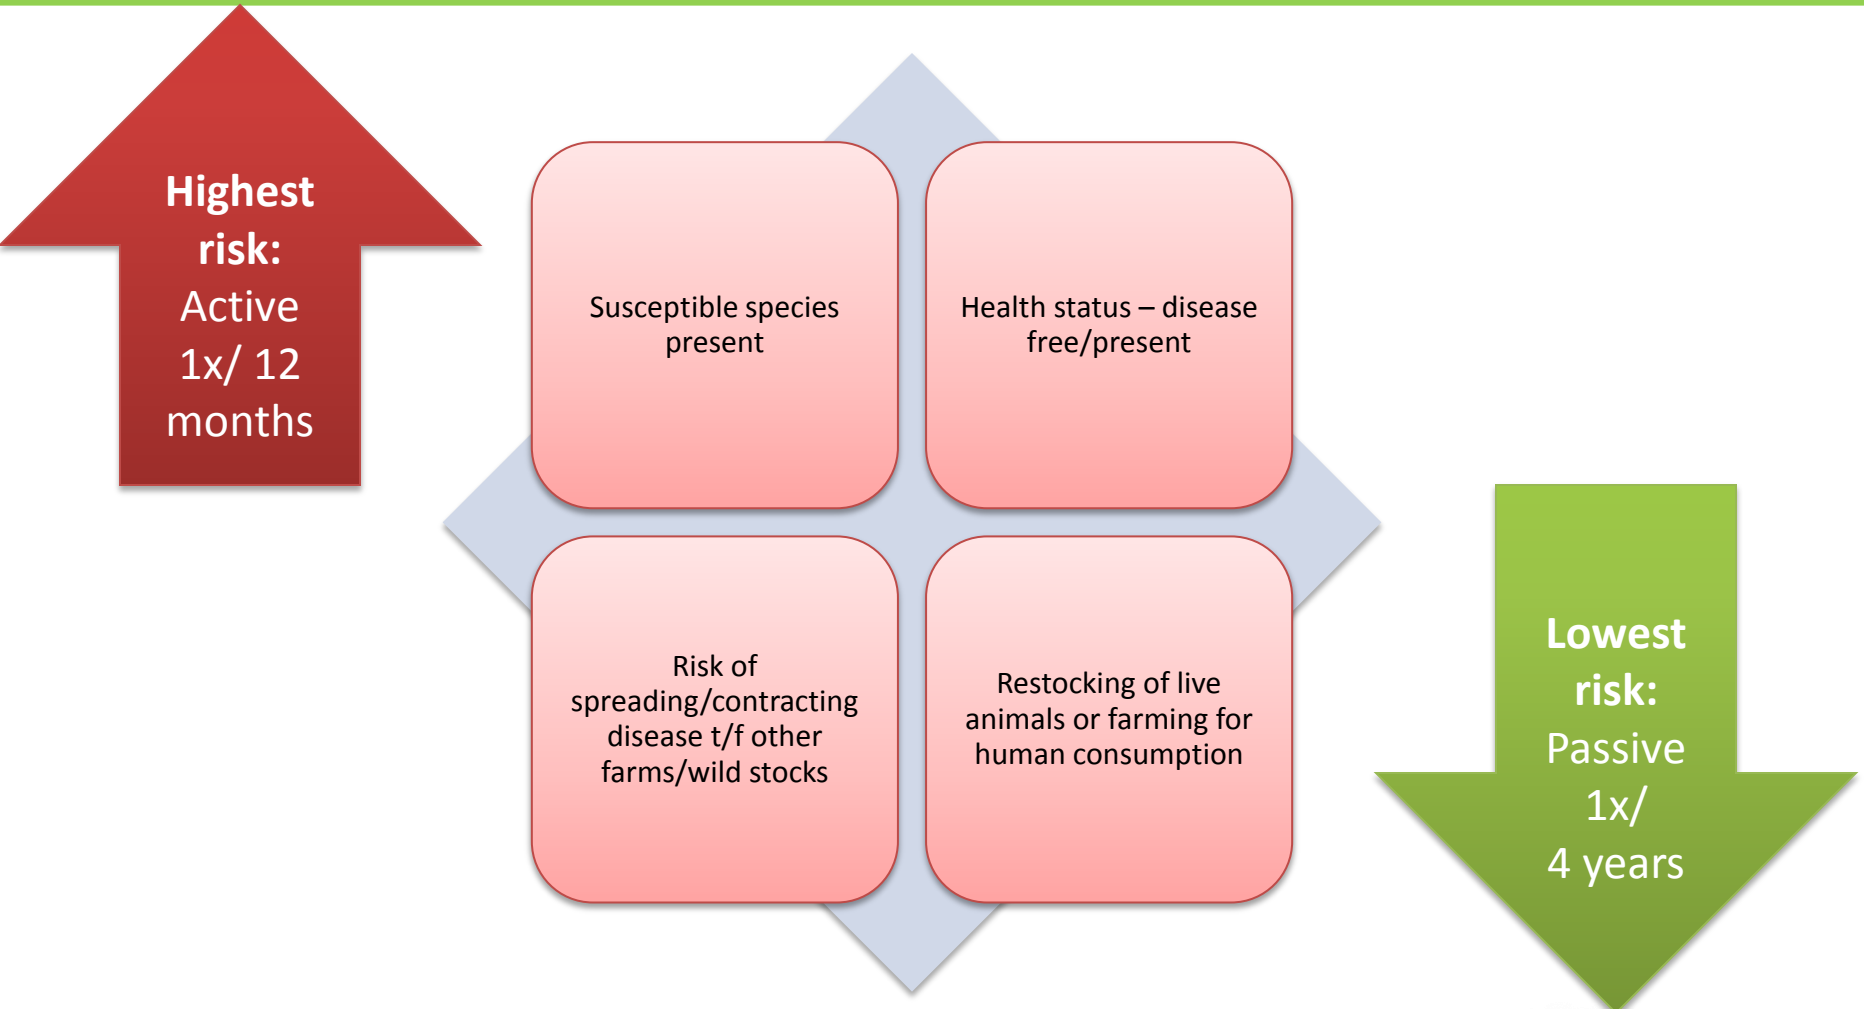 Highest
risk:
Active
1x/ 12
months
Susceptible species
present
Health status – disease
free/present
Risk of
spreading/contracting
disease t/f other
farms/wild stocks
Restocking of live
animals or farming for
human consumption
Lowest
risk:
Passive
1x/
4 years